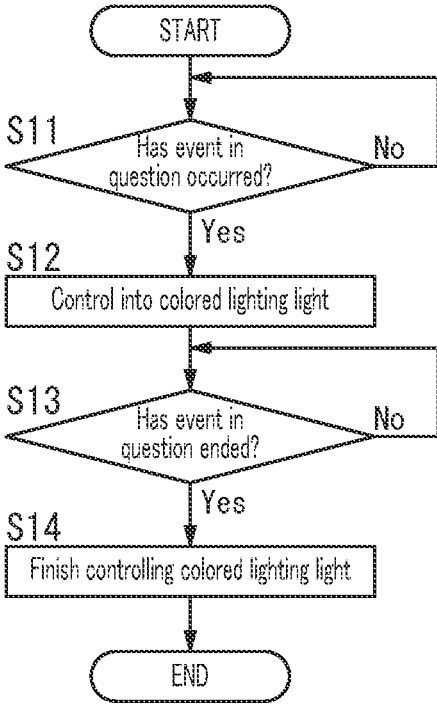 START
S11
Has event in
question occurred?
No
Yes
S12
Control into colored lighting light
S13
Has event in
question ended?
No
Yes
S14
Finish controlling colored lighting light
END